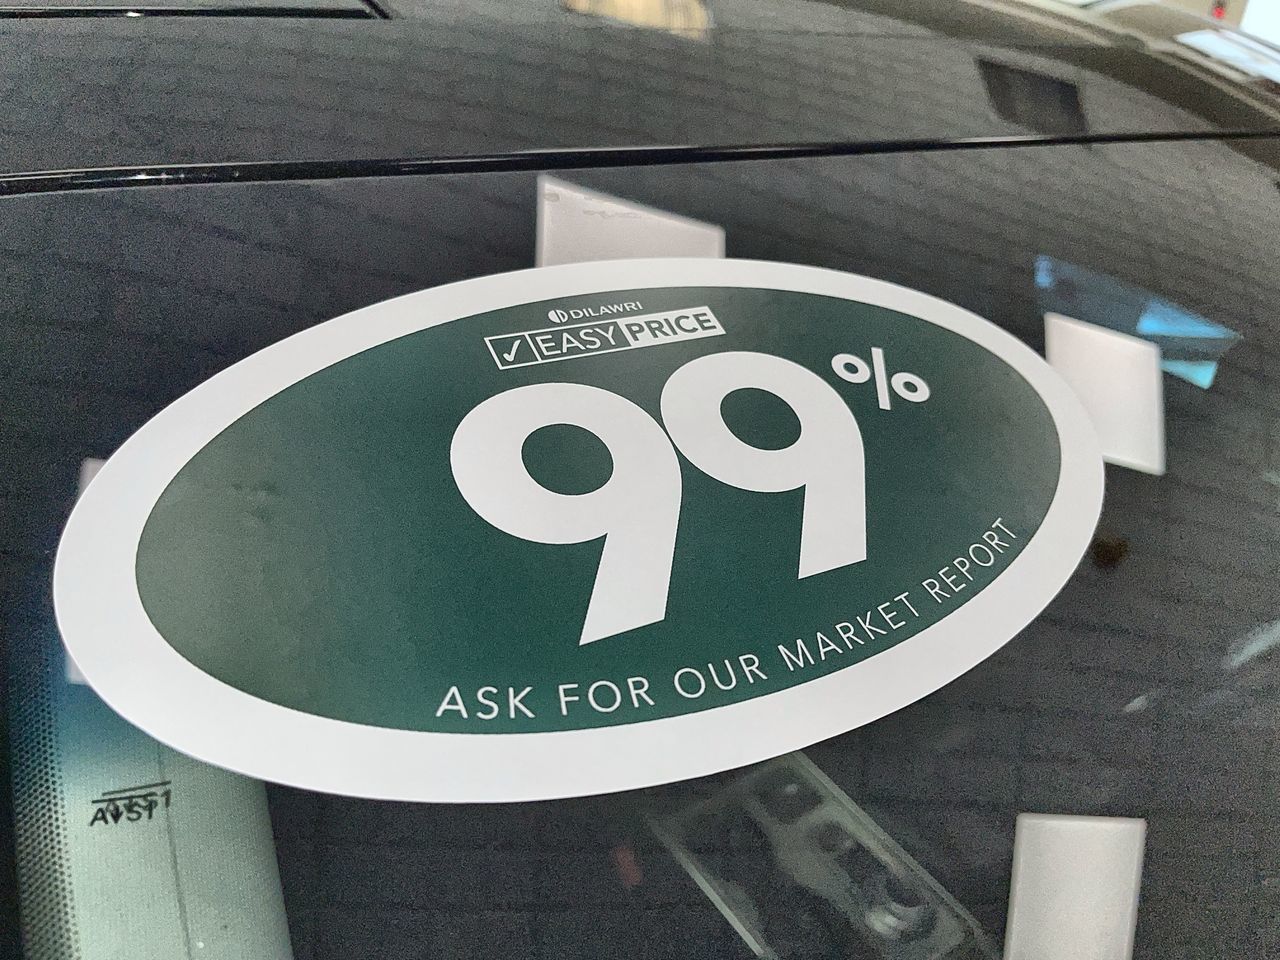 DILAWRI
✓ EASY PRICE
99%
ASK FOR OUR MARKET REPORT